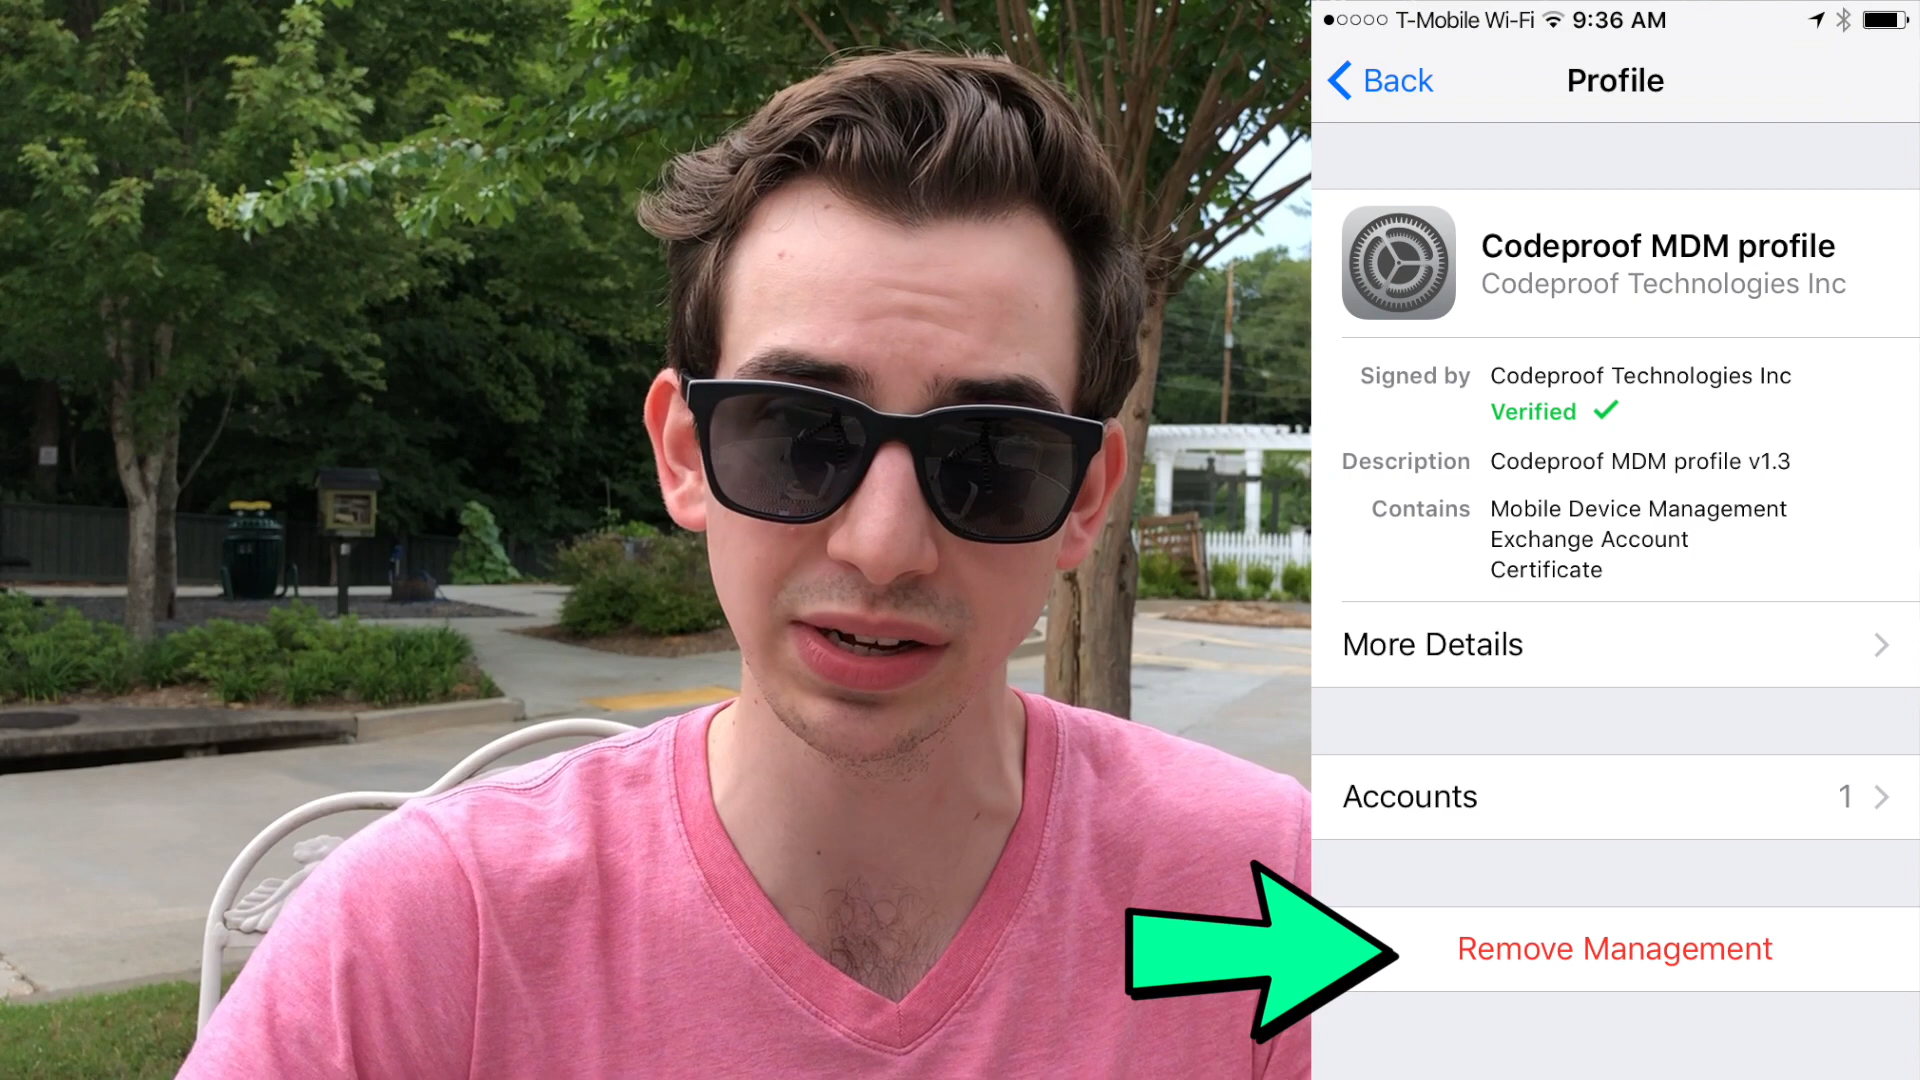 T-Mobile Wi-Fi 9:36 AM
Back Profile
Codeproof MDM profile
Codeproof Technologies Inc
Signed by Codeproof Technologies Inc
Verified
Description Codeproof MDM profile v1.3
Contains Mobile Device Management
Exchange Account
Certificate
More Details
Accounts 1
Remove Management